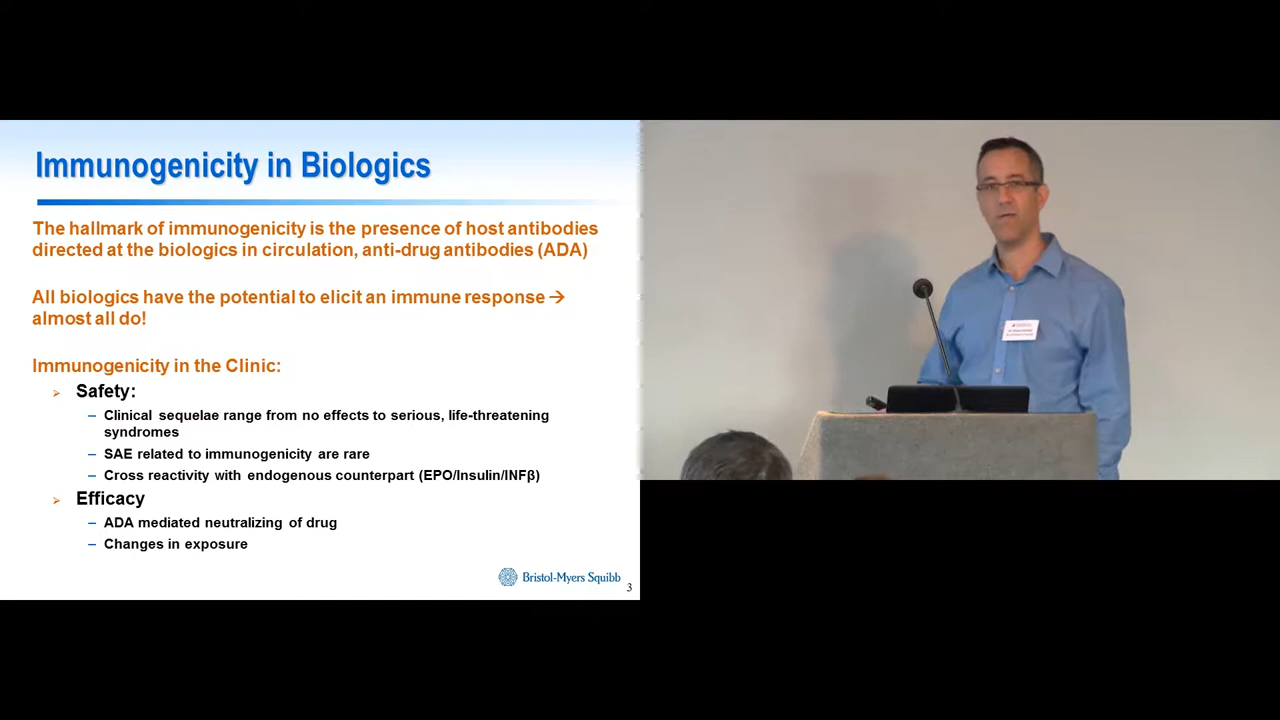 Immunogenicity in Biologics
The hallmark of immunogenicity is the presence of host antibodies
directed at the biologics in circulation, anti-drug antibodies (ADA)
All biologics have the potential to elicit an immune response →
almost all do!
Immunogenicity in the Clinic:
Safety:
– Clinical sequelae range from no effects to serious, life-threatening
syndromes
– SAE related to immunogenicity are rare
– Cross reactivity with endogenous counterpart (EPO/Insulin/INFβ)
Efficacy
– ADA mediated neutralizing of drug
– Changes in exposure
Bristol-Myers Squibb
3